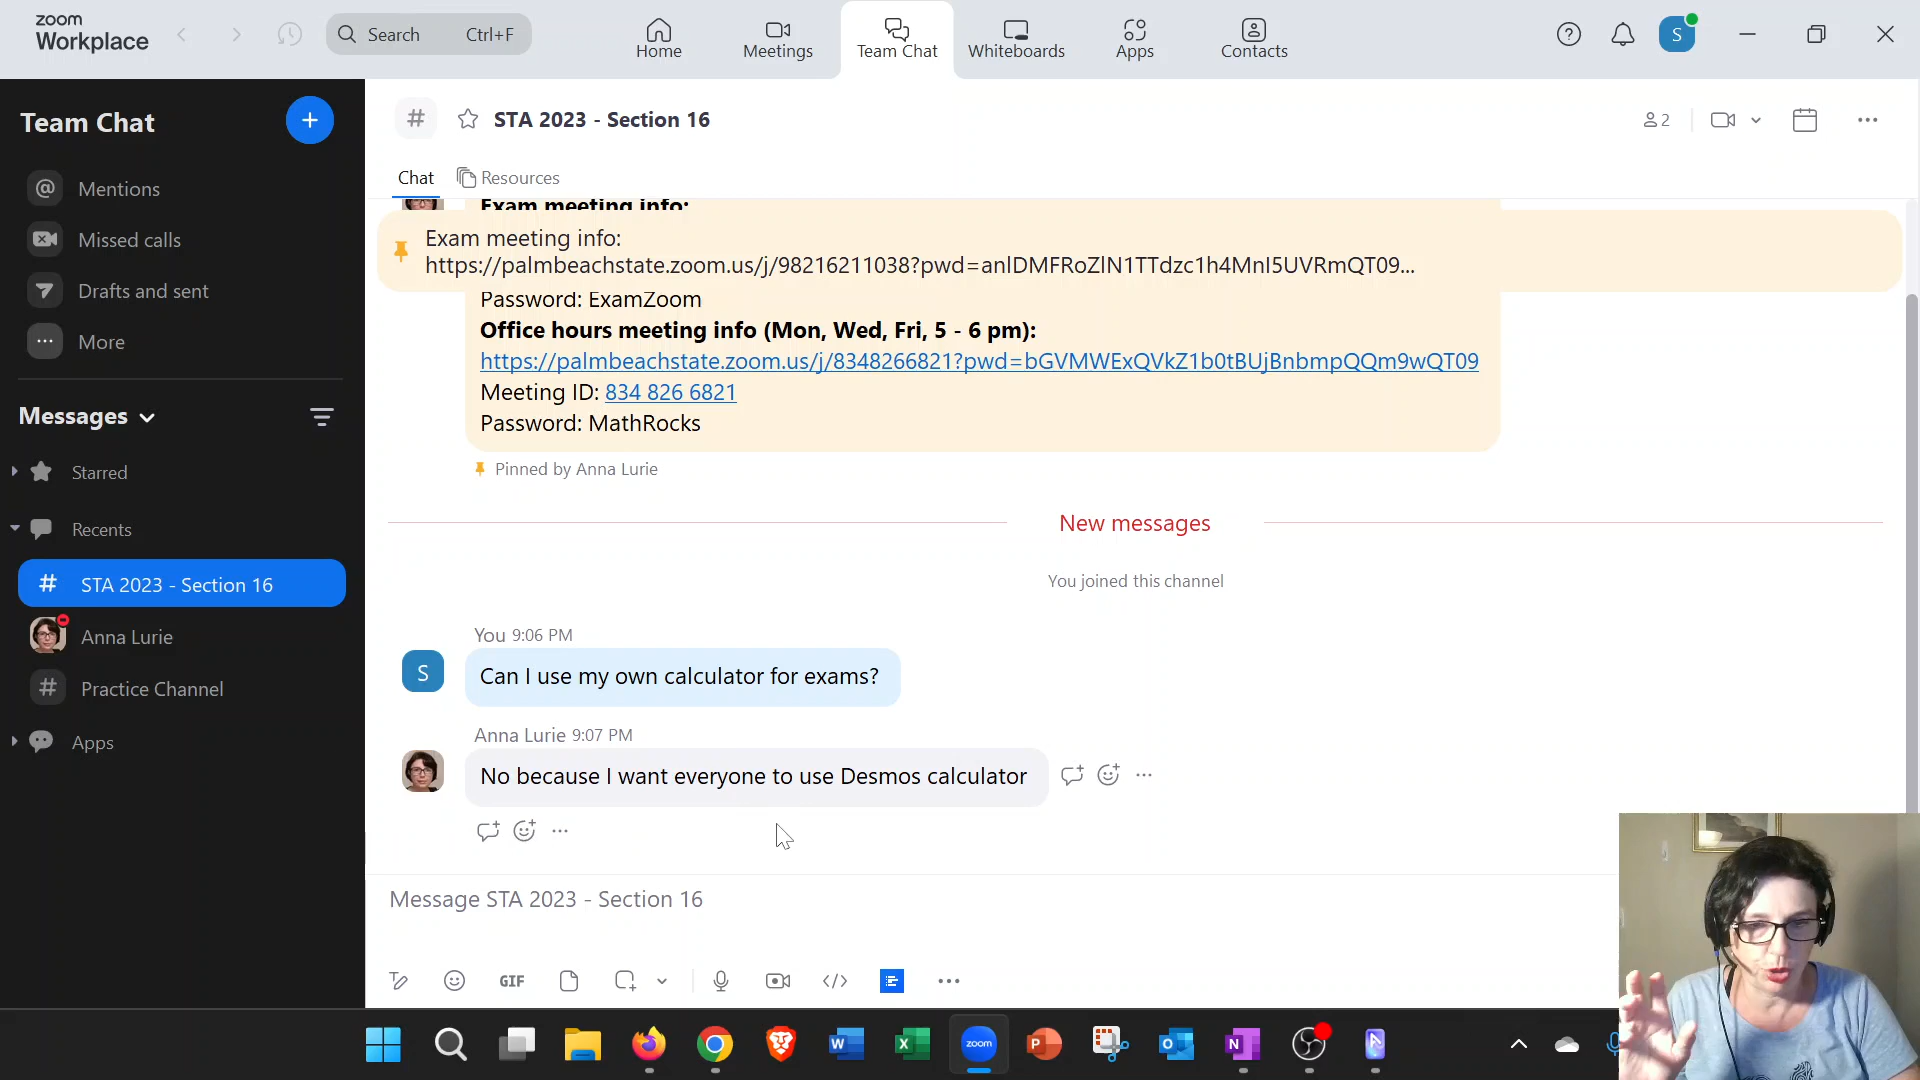 zoom
Workplace
Search Ctrl+F
Home
Meetings
Team Chat
Whiteboards
Apps
Contacts
S
Team Chat
Mentions
Missed calls
Drafts and sent
More
Messages
Starred
Recents
# STA 2023 - Section 16
Anna Lurie
# Practice Channel
Apps
# STA 2023 - Section 16
2
Chat
Resources
Exam meeting info:
Exam meeting info:
https://palmbeachstate.zoom.us/j/98216211038?pwd=anlDMFRoZlN1TTdzc1h4MnI5UVRmQT09...
Password: ExamZoom
Office hours meeting info (Mon, Wed, Fri, 5 - 6 pm):
https://palmbeachstate.zoom.us/j/8348266821?pwd=bGVMWExQVkZ1b0tBUjBnbmpQQm9wQT09
Meeting ID: 834 826 6821
Password: MathRocks
Pinned by Anna Lurie
New messages
You joined this channel
You 9:06 PM
S
Can I use my own calculator for exams?
Anna Lurie 9:07 PM
No because I want everyone to use Desmos calculator
Message STA 2023 - Section 16
GIF
W
X
zoom
P
N